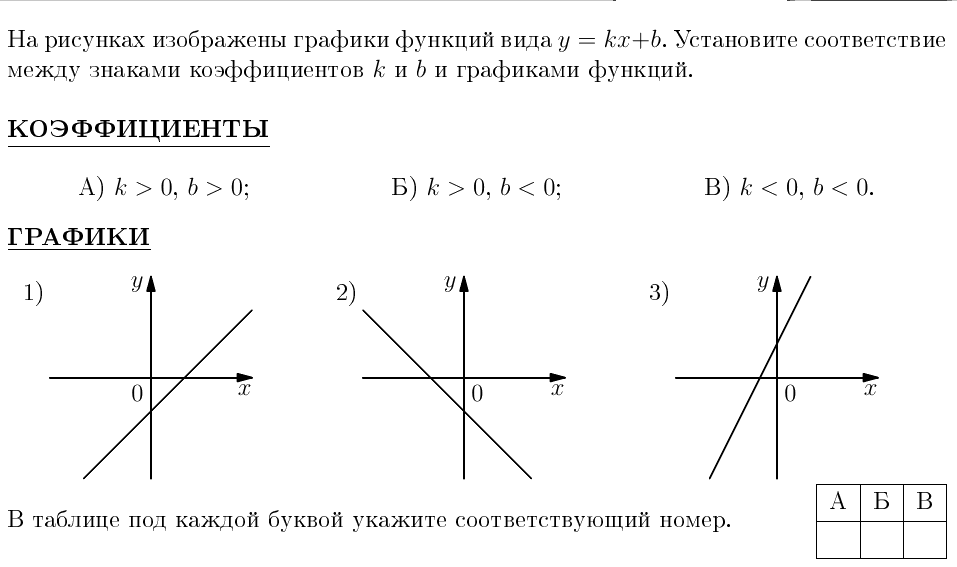 На рисунках изображены графики функций вида y = kx+b. Установите соответствие
между знаками коэффициентов k и b и графиками функций.
КОЭФФИЦИЕНТЫ
А) k > 0, b > 0; Б) k > 0, b < 0; В) k < 0, b < 0.
ГРАФИКИ
1) y 0 x 2) y 0 x 3) y 0 x
В таблице под каждой буквой укажите соответствующий номер.
А Б В